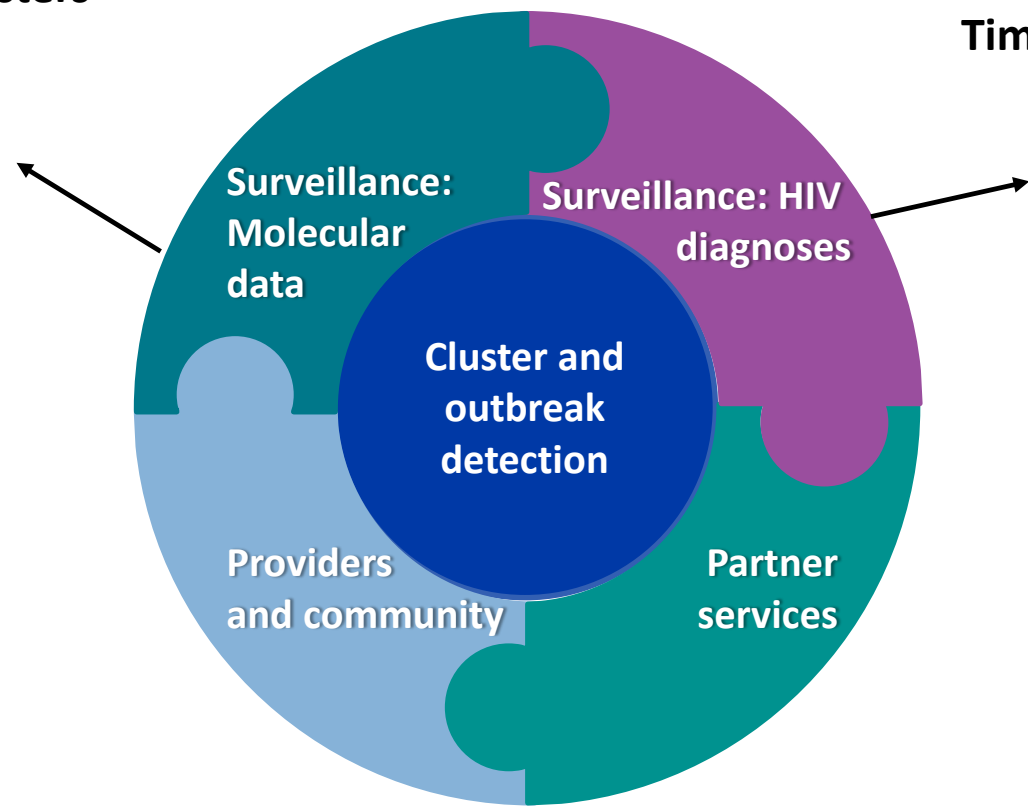 Surveillance:
Molecular
data
Surveillance: HIV
diagnoses
Cluster and
outbreak
detection
Providers
and community
Partner
services